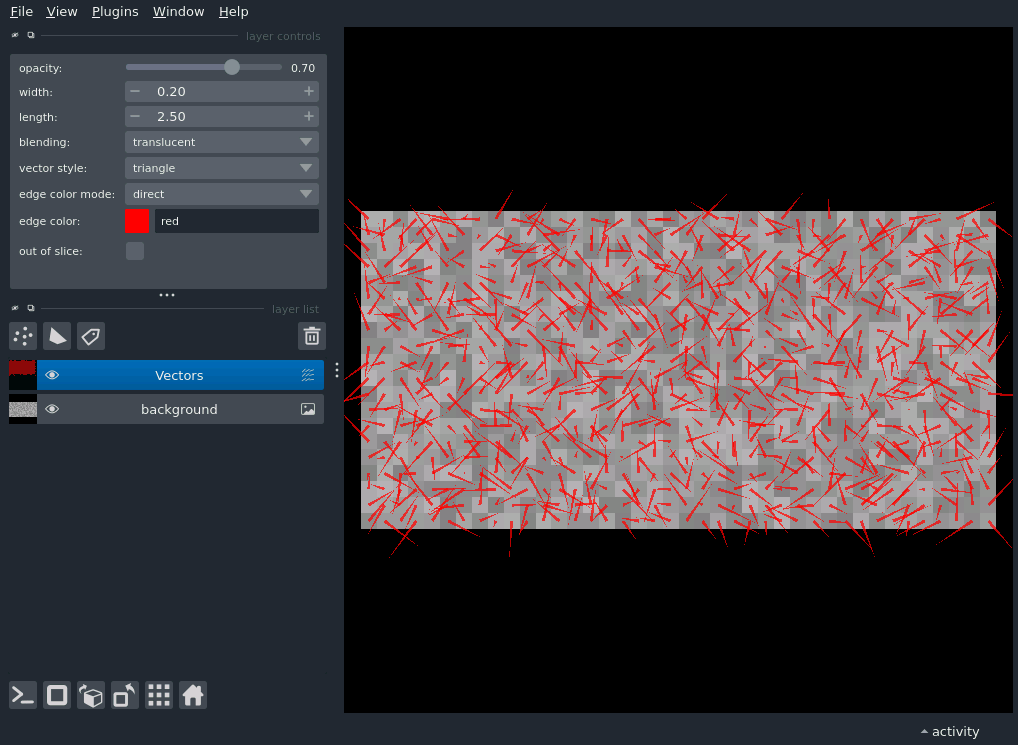 File View Plugins Window Help
layer controls
opacity: 0.70
width: − 0.20 +
length: − 2.50 +
blending: translucent
vector style: triangle
edge color mode: direct
edge color: red
out of slice:
layer list
Vectors
background
activity